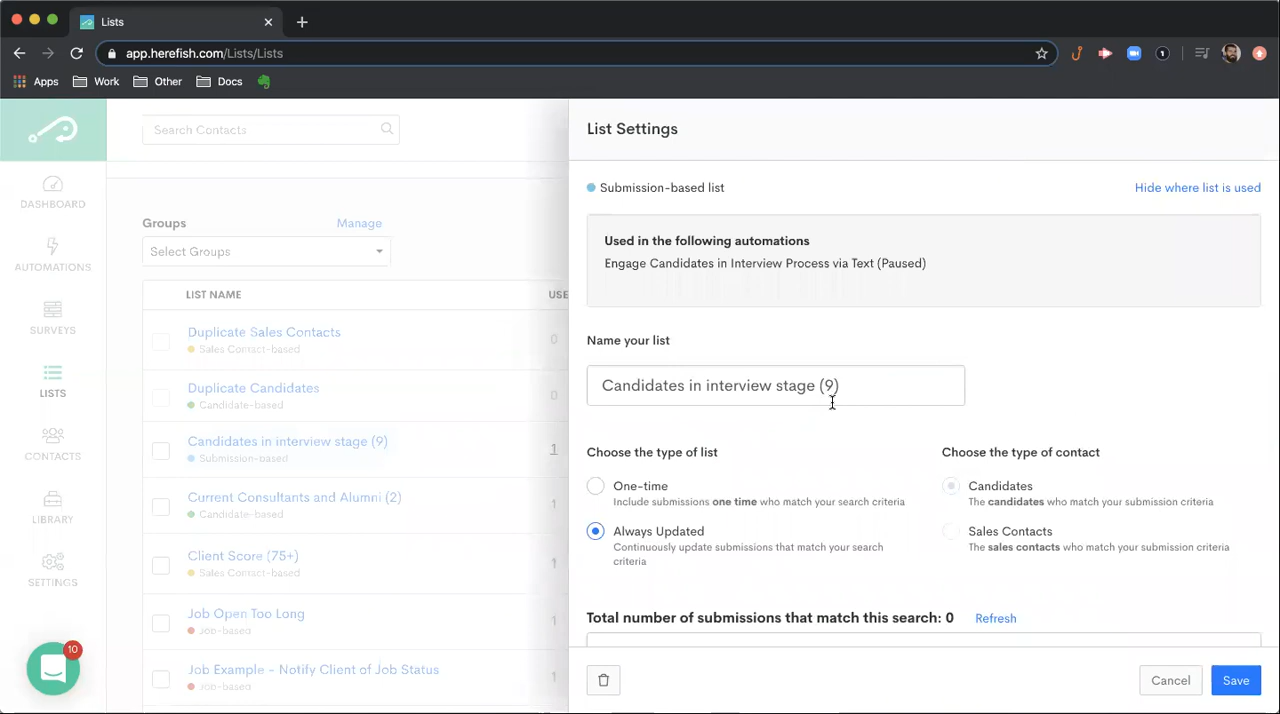 Lists
app.herefish.com/Lists/Lists
Apps
Work
Other
Docs
1
DASHBOARD
AUTOMATIONS
SURVEYS
LISTS
CONTACTS
LIBRARY
SETTINGS
10
Search Contacts
Groups
Manage
Select Groups
LIST NAME
USE
Duplicate Sales Contacts
0
Sales Contact-based
Duplicate Candidates
0
Candidate-based
Candidates in interview stage (9)
1
Submission-based
Current Consultants and Alumni (2)
1
Candidate-based
Client Score (75+)
1
Sales Contact-based
Job Open Too Long
1
Job-based
Job Example - Notify Client of Job Status
1
Job-based
List Settings
Submission-based list
Hide where list is used
Used in the following automations
Engage Candidates in Interview Process via Text (Paused)
Name your list
Candidates in interview stage (9)
Choose the type of list
One-time
Include submissions one time who match your search criteria
Always Updated
Continuously update submissions that match your search
criteria
Choose the type of contact
Candidates
The candidates who match your submission criteria
Sales Contacts
The sales contacts who match your submission criteria
Total number of submissions that match this search: 0
Refresh
Cancel
Save